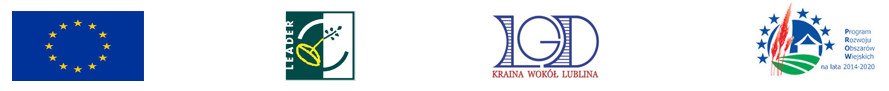 LEADER
LGD
KRAINA WOKÓŁ LUBLINA
Program
Rozwoju
Obszarów
Wiejskich
na lata 2014-2020